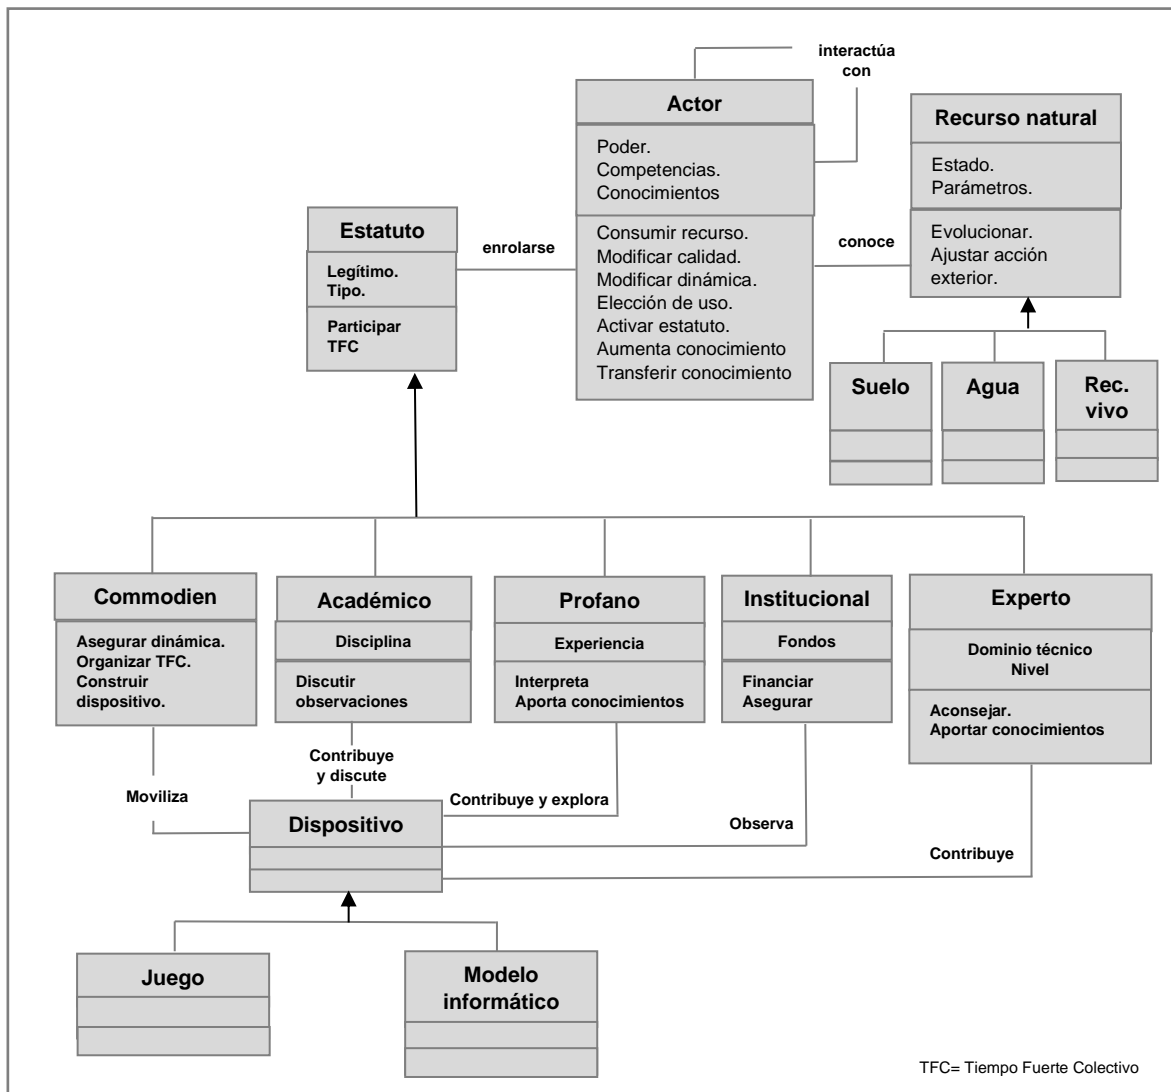 interactúa
con
Actor
Poder.
Competencias.
Conocimientos
Consumir recurso.
Modificar calidad.
Modificar dinámica.
Elección de uso.
Activar estatuto.
Aumenta conocimiento
Transferir conocimiento
Recurso natural
Estado.
Parámetros.
Evolucionar.
Ajustar acción
exterior.
conoce
enrolarse
Estatuto
Legítimo.
Tipo.
Participar
TFC
Suelo
Agua
Rec.
vivo
Commodien
Asegurar dinámica.
Organizar TFC.
Construir
dispositivo.
Académico
Disciplina
Discutir
observaciones
Profano
Experiencia
Interpreta
Aporta conocimientos
Institucional
Fondos
Financiar
Asegurar
Experto
Dominio técnico
Nivel
Aconsejar.
Aportar conocimientos
Moviliza
Contribuye
y discute
Contribuye y explora
Observa
Contribuye
Dispositivo
Juego
Modelo
informático
TFC= Tiempo Fuerte Colectivo